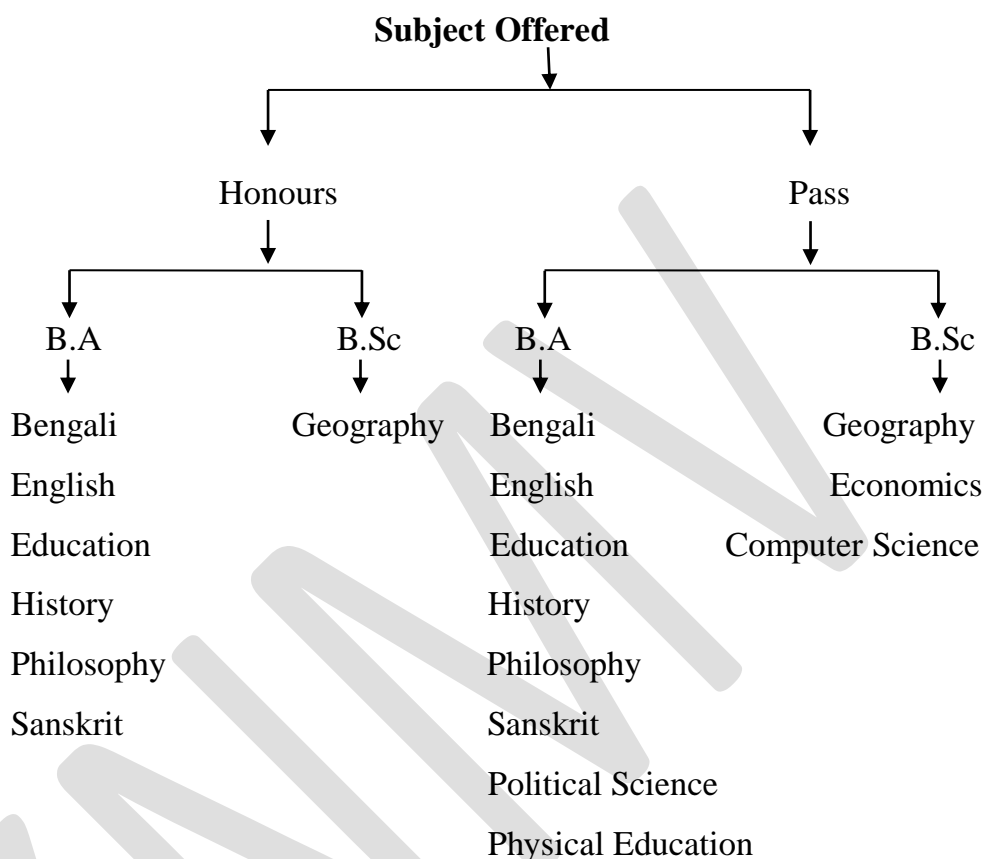 Subject Offered
Honours Pass
B.A B.Sc B.A B.Sc
Bengali Geography Bengali Geography
English English Economics
Education Education Computer Science
History History
Philosophy Philosophy
Sanskrit Sanskrit
Political Science
Physical Education